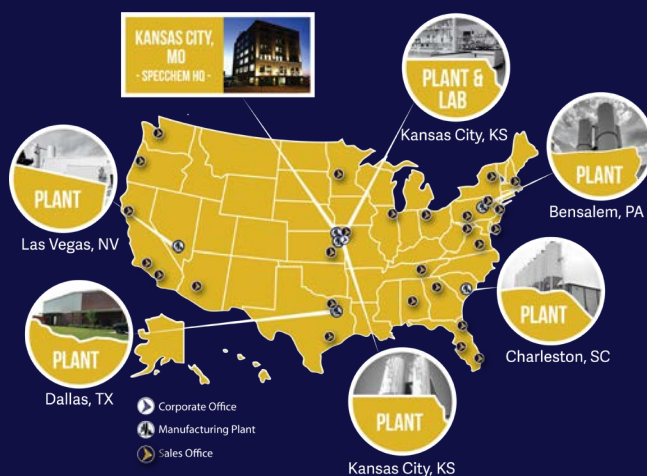 KANSAS CITY,
MO
- SPECCHEM HQ -
PLANT &
LAB
Kansas City, KS
PLANT
Bensalem, PA
PLANT
Las Vegas, NV
PLANT
Charleston, SC
PLANT
Dallas, TX
PLANT
Kansas City, KS
Corporate Office
Manufacturing Plant
Sales Office